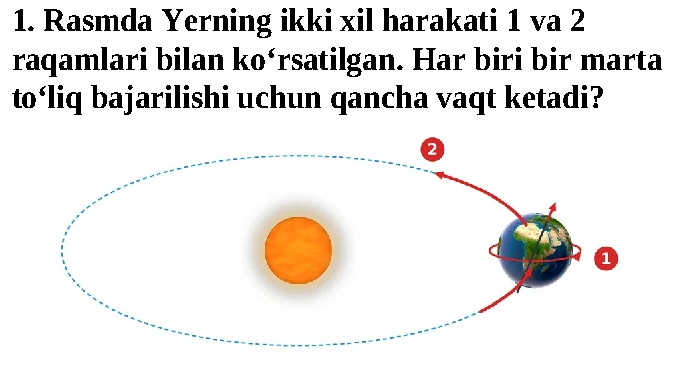 1. Rasmda Yerning ikki xil harakati 1 va 2
raqamlari bilan ko‘rsatilgan. Har biri bir marta
to‘liq bajarilishi uchun qancha vaqt ketadi?
2
1